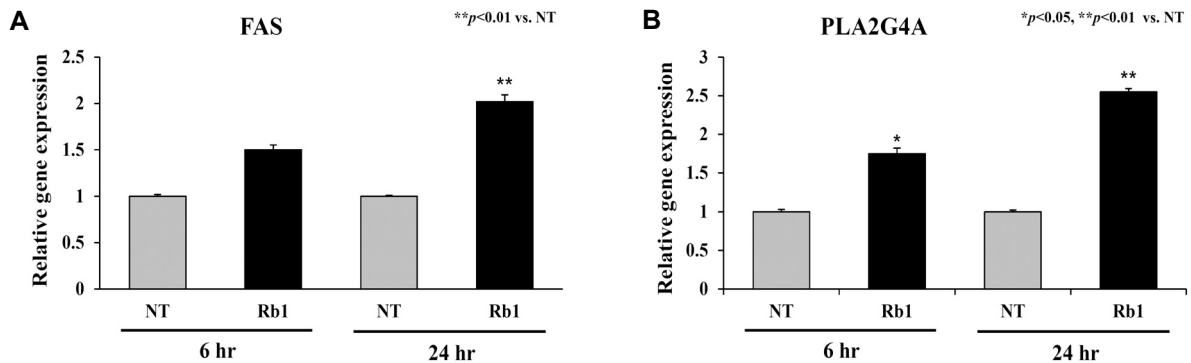 A
FAS
**p<0.01 vs. NT
Relative gene expression
2.5
2
1.5
1
0.5
0
NT Rb1 NT Rb1
6 hr 24 hr
B
PLA2G4A
*p<0.05, **p<0.01 vs. NT
Relative gene expression
3
2.5
2
1.5
1
0.5
0
*
**
**
NT Rb1 NT Rb1
6 hr 24 hr